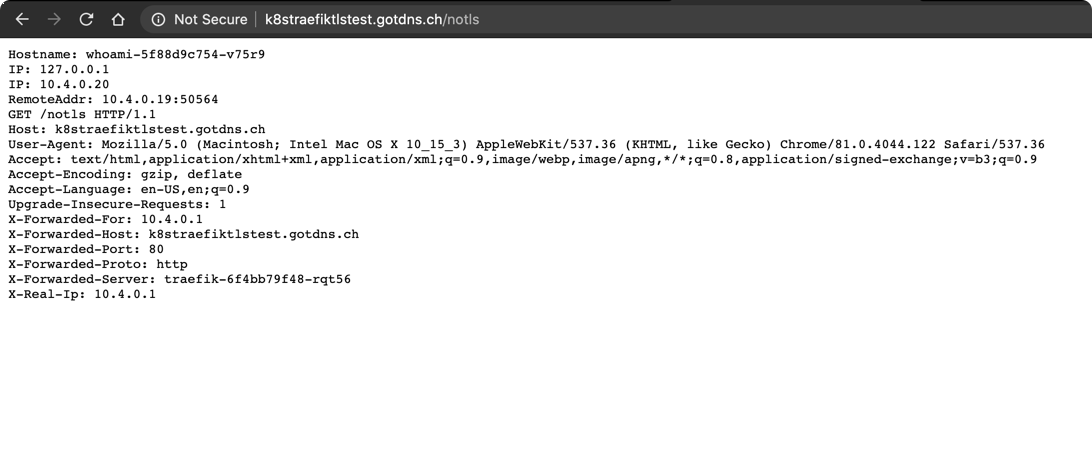 Not Secure | k8straefiktlstest.gotdns.ch/notls
Hostname: whoami-5f88d9c754-v75r9
IP: 127.0.0.1
IP: 10.4.0.20
RemoteAddr: 10.4.0.19:50564
GET /notls HTTP/1.1
Host: k8straefiktlstest.gotdns.ch
User-Agent: Mozilla/5.0 (Macintosh; Intel Mac OS X 10_15_3) AppleWebKit/537.36 (KHTML, like Gecko) Chrome/81.0.4044.122 Safari/537.36
Accept: text/html,application/xhtml+xml,application/xml;q=0.9,image/webp,image/apng,*/*;q=0.8,application/signed-exchange;v=b3;q=0.9
Accept-Encoding: gzip, deflate
Accept-Language: en-US,en;q=0.9
Upgrade-Insecure-Requests: 1
X-Forwarded-For: 10.4.0.1
X-Forwarded-Host: k8straefiktlstest.gotdns.ch
X-Forwarded-Port: 80
X-Forwarded-Proto: http
X-Forwarded-Server: traefik-6f4bb79f48-rqt56
X-Real-Ip: 10.4.0.1